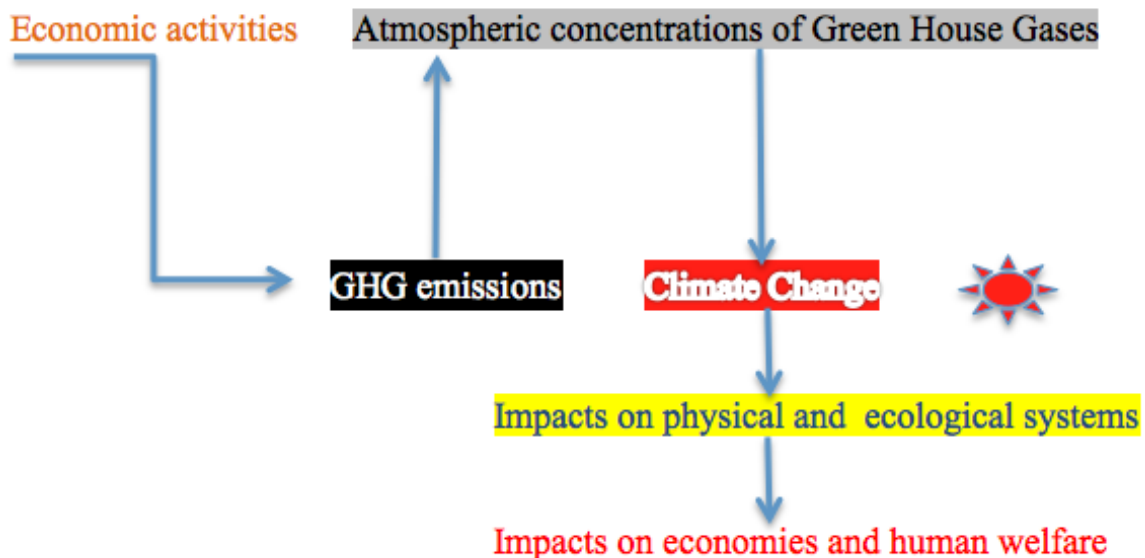 Economic activities
Atmospheric concentrations of Green House Gases
GHG emissions
Climate Change
Impacts on physical and ecological systems
Impacts on economies and human welfare